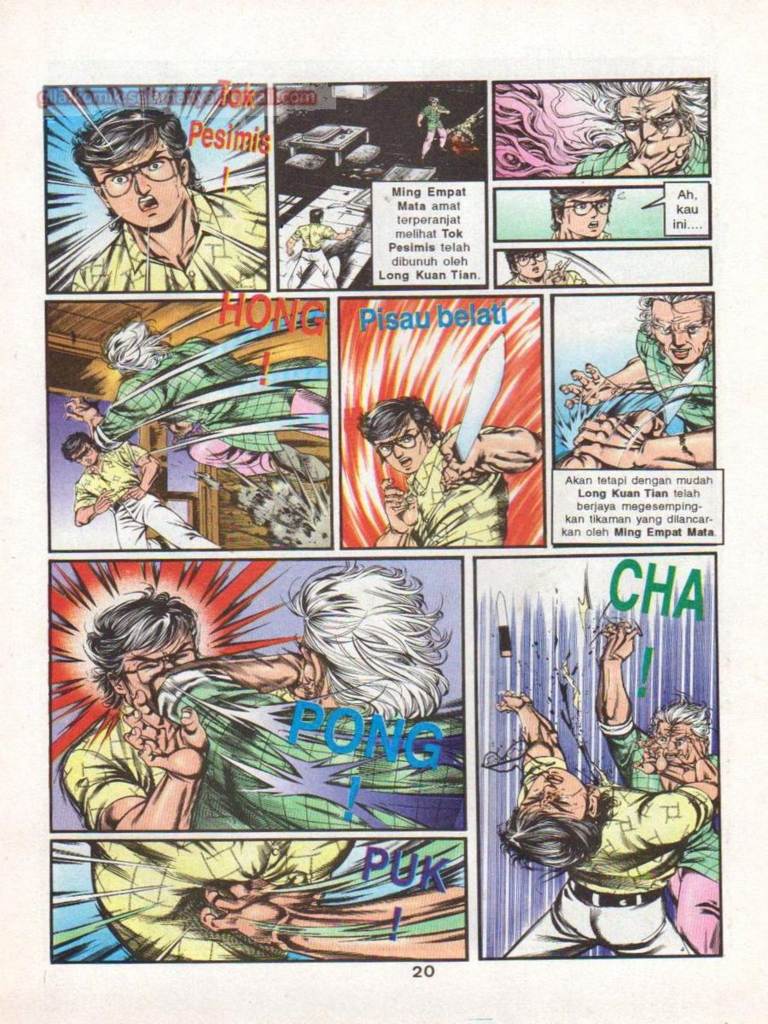 Tok
Pesimis
!
Ming Empat
Mata amat
terperanjat
melihat Tok
Pesimis telah
dibunuh oleh
Long Kuan Tian.
Ah,
kau
ini....
HONG
!
Pisau belati
Akan tetapi dengan mudah
Long Kuan Tian telah
berjaya megesemping-
kan tikaman yang dilancar-
kan oleh Ming Empat Mata.
PONG
!
CHA
!
PUK
!
20